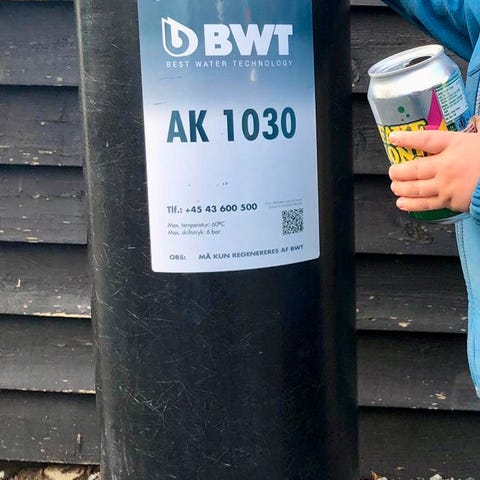 BWT
BEST WATER TECHNOLOGY
AK 1030
Tlf.: +45 43 600 500
Max. temperatur: 60ºC
Max. driftstryk: 6 bar
OBS: MÅ KUN REGENERERES AF BWT